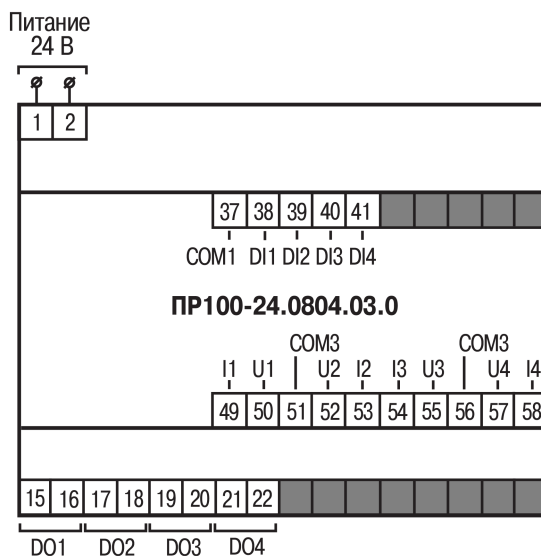 Питание
24 В
1 2
37 38 39 40 41
COM1 DI1 DI2 DI3 DI4
ПР100-24.0804.03.0
COM3 COM3
I1 U1 U2 I2 I3 U3 U4 I4
49 50 51 52 53 54 55 56 57 58
15 16 17 18 19 20 21 22
DO1 DO2 DO3 DO4